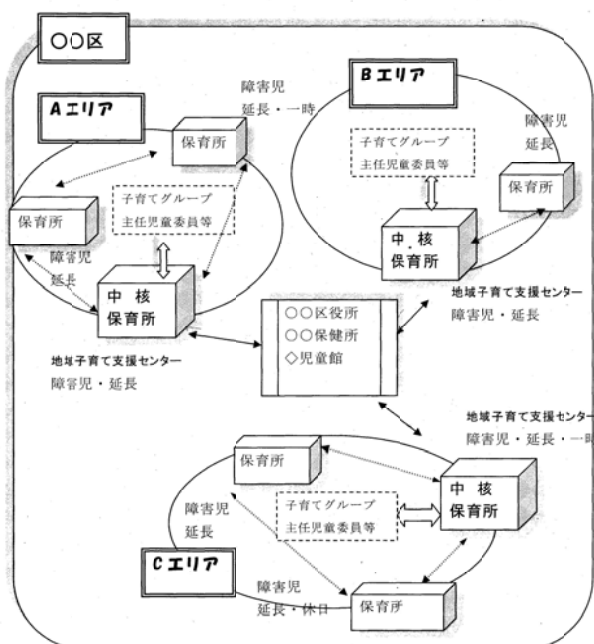 〇〇区
Aエリア
障害児
延長・一時
保育所
子育てグループ
主任児童委員等
保育所
障害児
延長
中 核
保育所
地域子育て支援センター
障害児・延長
Bエリア
障害児
延長
子育てグループ
主任児童委員等
保育所
中 核
保育所
地域子育て支援センター
障害児・延長
〇〇区役所
〇〇保健所
◇児童館
地域子育て支援センター
障害児・延長・一時
保育所
中 核
保育所
障害児
延長
子育てグループ
主任児童委員等
Cエリア
障害児
延長・休日
保育所